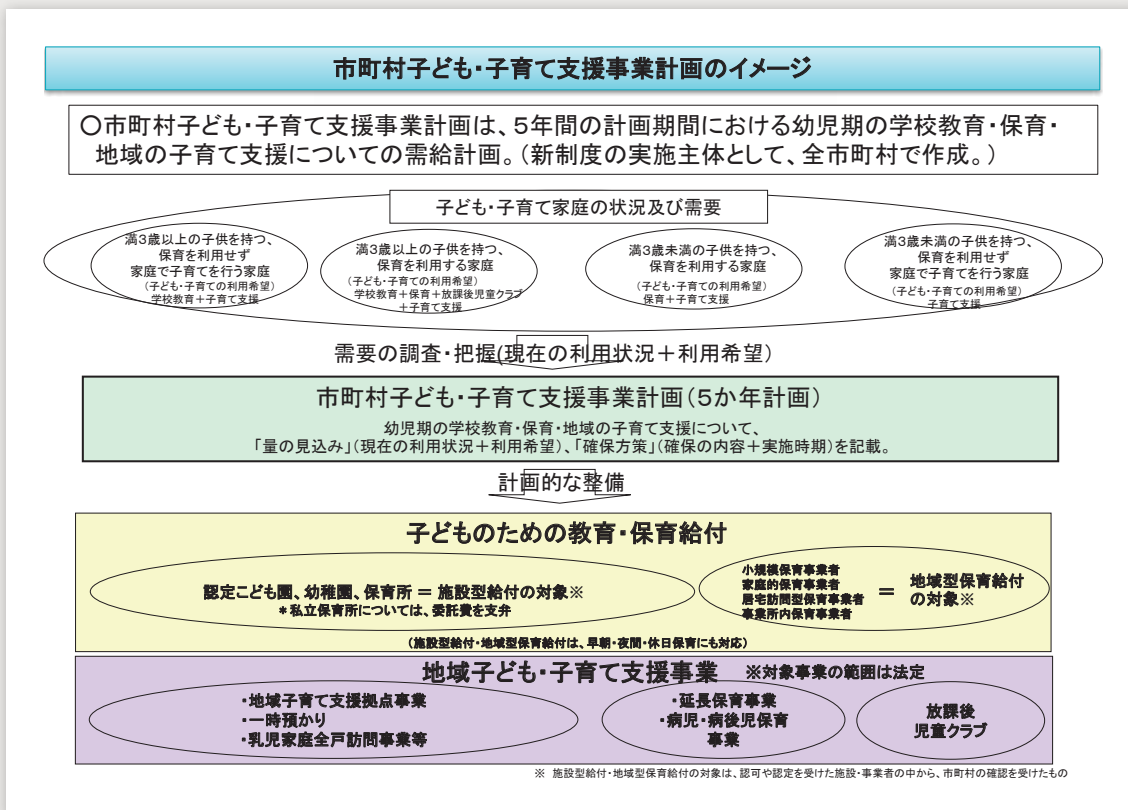 市町村子ども・子育て支援事業計画のイメージ
〇市町村子ども・子育て支援事業計画は、５年間の計画期間における幼児期の学校教育・保育・
地域の子育て支援についての需給計画。（新制度の実施主体として、全市町村で作成。）
子ども・子育て家庭の状況及び需要
満３歳以上の子供を持つ、
保育を利用せず
家庭で子育てを行う家庭
（子ども・子育ての利用希望）
学校教育＋子育て支援
満３歳以上の子供を持つ、
保育を利用する家庭
（子ども・子育ての利用希望）
学校教育＋保育＋放課後児童クラブ
＋子育て支援
満３歳未満の子供を持つ、
保育を利用する家庭
（子ども・子育ての利用希望）
保育＋子育て支援
満３歳未満の子供を持つ、
保育を利用せず
家庭で子育てを行う家庭
（子ども・子育ての利用希望）
子育て支援
需要の調査・把握(現在の利用状況＋利用希望）
市町村子ども・子育て支援事業計画（５か年計画）
幼児期の学校教育・保育・地域の子育て支援について、
「量の見込み」（現在の利用状況＋利用希望）、「確保方策」（確保の内容＋実施時期）を記載。
計画的な整備
子どものための教育・保育給付
認定こども園、幼稚園、保育所 ＝ 施設型給付の対象※
＊私立保育所については、委託費を支弁
小規模保育事業者
家庭的保育事業者
居宅訪問型保育事業者
事業所内保育事業者
＝ 地域型保育給付
の対象※
（施設型給付・地域型保育給付は、早朝・夜間・休日保育にも対応）
地域子ども・子育て支援事業 ※対象事業の範囲は法定
・地域子育て支援拠点事業
・一時預かり
・乳児家庭全戸訪問事業等
・延長保育事業
・病児・病後児保育
事業
放課後
児童クラブ
※ 施設型給付・地域型保育給付の対象は、認可や認定を受けた施設・事業者の中から、市町村の確認を受けたもの